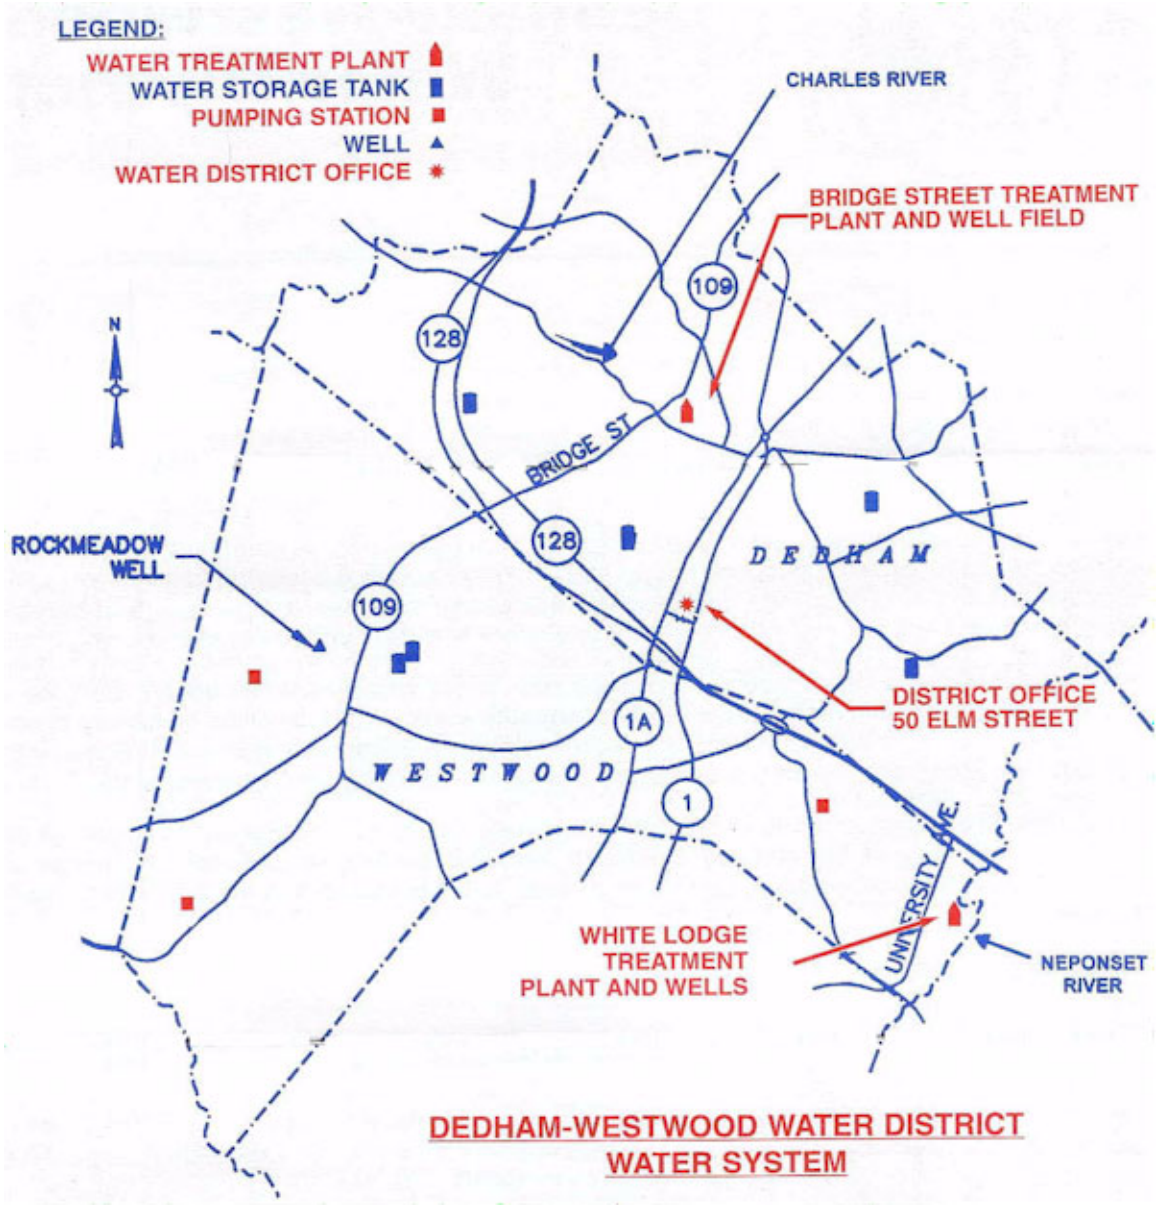 LEGEND:
WATER TREATMENT PLANT
WATER STORAGE TANK
PUMPING STATION
WELL
WATER DISTRICT OFFICE
CHARLES RIVER
BRIDGE STREET TREATMENT
PLANT AND WELL FIELD
109
128
N
BRIDGE ST
128
ROCKMEADOW
WELL
DEDHAM
109
DISTRICT OFFICE
50 ELM STREET
1A
WESTWOOD
1
UNIVERSITY AVE.
WHITE LODGE
TREATMENT
PLANT AND WELLS
NEPONSET
RIVER
DEDHAM-WESTWOOD WATER DISTRICT
WATER SYSTEM